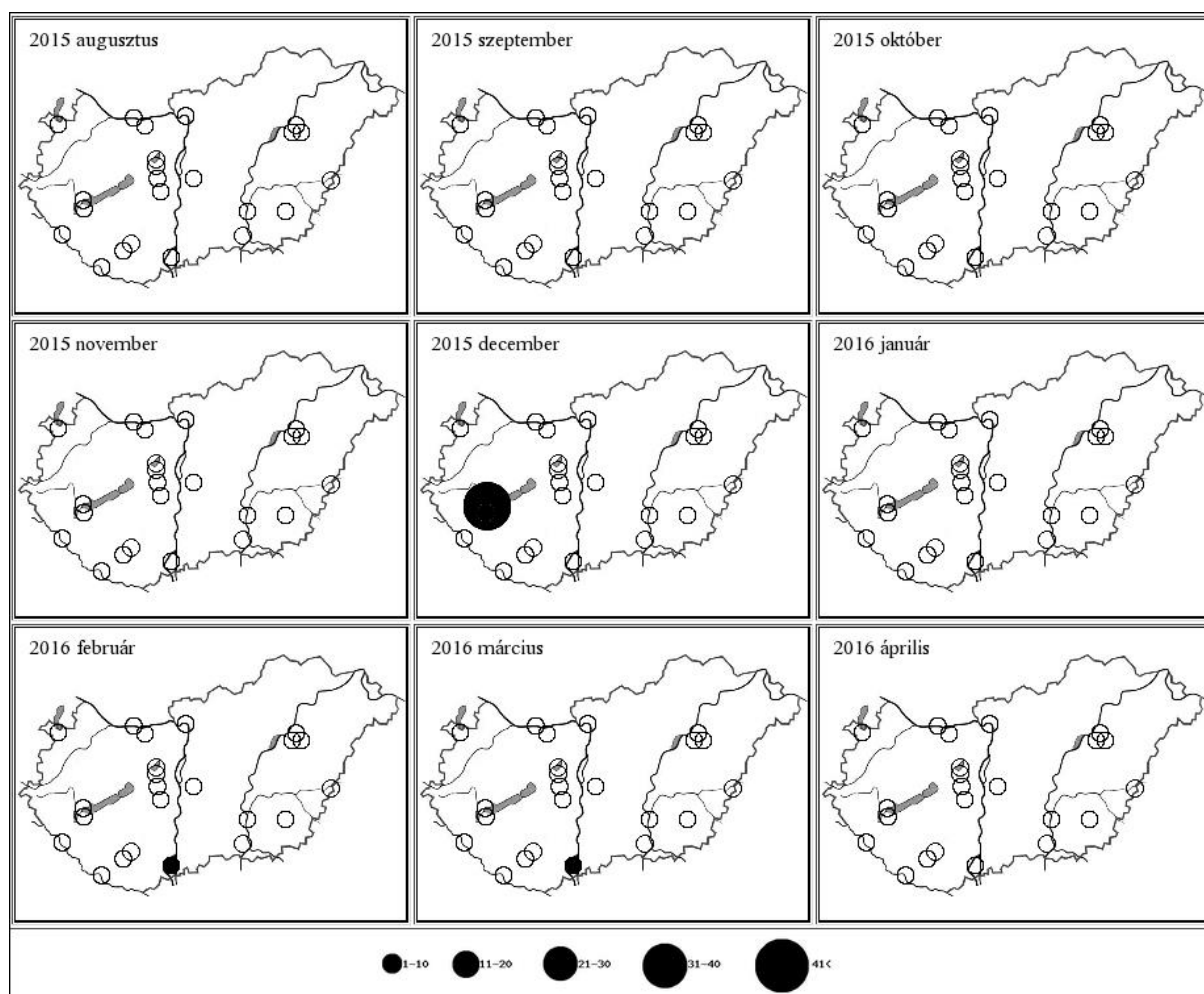 2015 augusztus
2015 szeptember
2015 október
2015 november
2015 december
2016 január
2016 február
2016 március
2016 április
1-10
11-20
21-30
31-40
41<